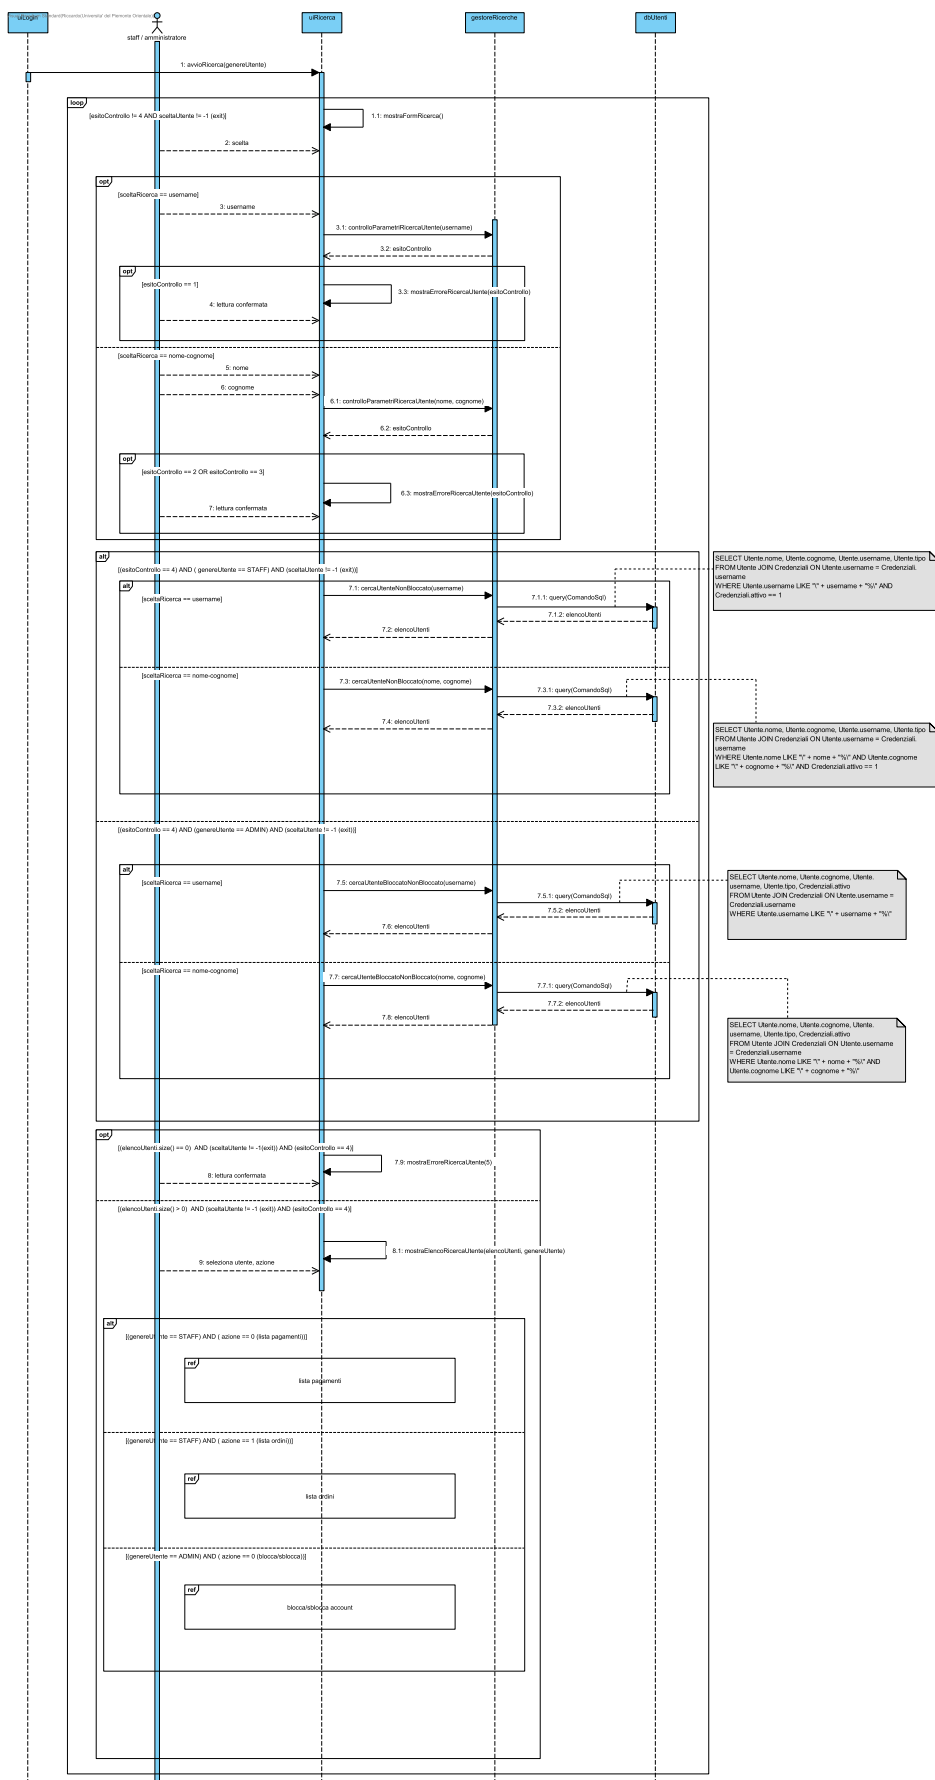 uiLogin
uiRicerca
gestoreRicerche
dbUtenti
staff / amministratore
1: avvioRicerca(genereUtente)
loop
[esitoControllo != 4 AND sceltaUtente != -1 (exit)]
1.1: mostraFormRicerca()
2: scelta
opt
[sceltaRicerca == username]
3: username
3.1: controlloParametriRicercaUtente(username)
3.2: esitoControllo
opt
[esitoControllo == 1]
3.3: mostraErroreRicercaUtente(esitoControllo)
4: lettura confermata
[sceltaRicerca == nome-cognome]
5: nome
6: cognome
6.1: controlloParametriRicercaUtente(nome, cognome)
6.2: esitoControllo
opt
[esitoControllo == 2 OR esitoControllo == 3]
6.3: mostraErroreRicercaUtente(esitoControllo)
7: lettura confermata
alt
[(esitoControllo == 4) AND ( genereUtente == STAFF) AND (sceltaUtente != -1 (exit))]
SELECT Utente.nome, Utente.cognome, Utente.username, Utente.tipo
FROM Utente JOIN Credenziali ON Utente.username = Credenziali.
username
WHERE Utente.username LIKE "\" + username + "%\" AND
Credenziali.attivo == 1
alt
7.1: cercaUtenteNonBloccato(username)
[sceltaRicerca == username]
7.1.1: query(ComandoSql)
7.1.2: elencoUtenti
7.2: elencoUtenti
[sceltaRicerca == nome-cognome]
7.3: cercaUtenteNonBloccato(nome, cognome)
7.3.1: query(ComandoSql)
7.3.2: elencoUtenti
7.4: elencoUtenti
SELECT Utente.nome, Utente.cognome, Utente.username, Utente.tipo
FROM Utente JOIN Credenziali ON Utente.username = Credenziali.
username
WHERE Utente.nome LIKE "\" + nome + "%\" AND Utente.cognome
LIKE "\" + cognome + "%\" AND Credenziali.attivo == 1
[(esitoControllo == 4) AND (genereUtente == ADMIN) AND (sceltaUtente != -1 (exit))]
alt
[sceltaRicerca == username]
7.5: cercaUtenteBloccatoNonBloccato(username)
7.5.1: query(ComandoSql)
7.5.2: elencoUtenti
7.6: elencoUtenti
SELECT Utente.nome, Utente.cognome, Utente.
username, Utente.tipo, Credenziali.attivo
FROM Utente JOIN Credenziali ON Utente.username =
Credenziali.username
WHERE Utente.username LIKE "\" + username + "%\"
[sceltaRicerca == nome-cognome]
7.7: cercaUtenteBloccatoNonBloccato(nome, cognome)
7.7.1: query(ComandoSql)
7.7.2: elencoUtenti
7.8: elencoUtenti
SELECT Utente.nome, Utente.cognome, Utente.
username, Utente.tipo, Credenziali.attivo
FROM Utente JOIN Credenziali ON Utente.username
= Credenziali.username
WHERE Utente.nome LIKE "\" + nome + "%\" AND
Utente.cognome LIKE "\" + cognome + "%\"
opt
[(elencoUtenti.size() == 0) AND (sceltaUtente != -1(exit)) AND (esitoControllo == 4)]
7.9: mostraErroreRicercaUtente(5)
8: lettura confermata
[(elencoUtenti.size() > 0) AND (sceltaUtente != -1 (exit)) AND (esitoControllo == 4)]
8.1: mostraElencoRicercaUtente(elencoUtenti, genereUtente)
9: seleziona utente, azione
alt
[(genereUtente == STAFF) AND ( azione == 0 (lista pagamenti))]
ref
lista pagamenti
[(genereUtente == STAFF) AND ( azione == 1 (lista ordini))]
ref
lista ordini
[(genereUtente == ADMIN) AND ( azione == 0 (blocca/sblocca))]
ref
blocca/sblocca account